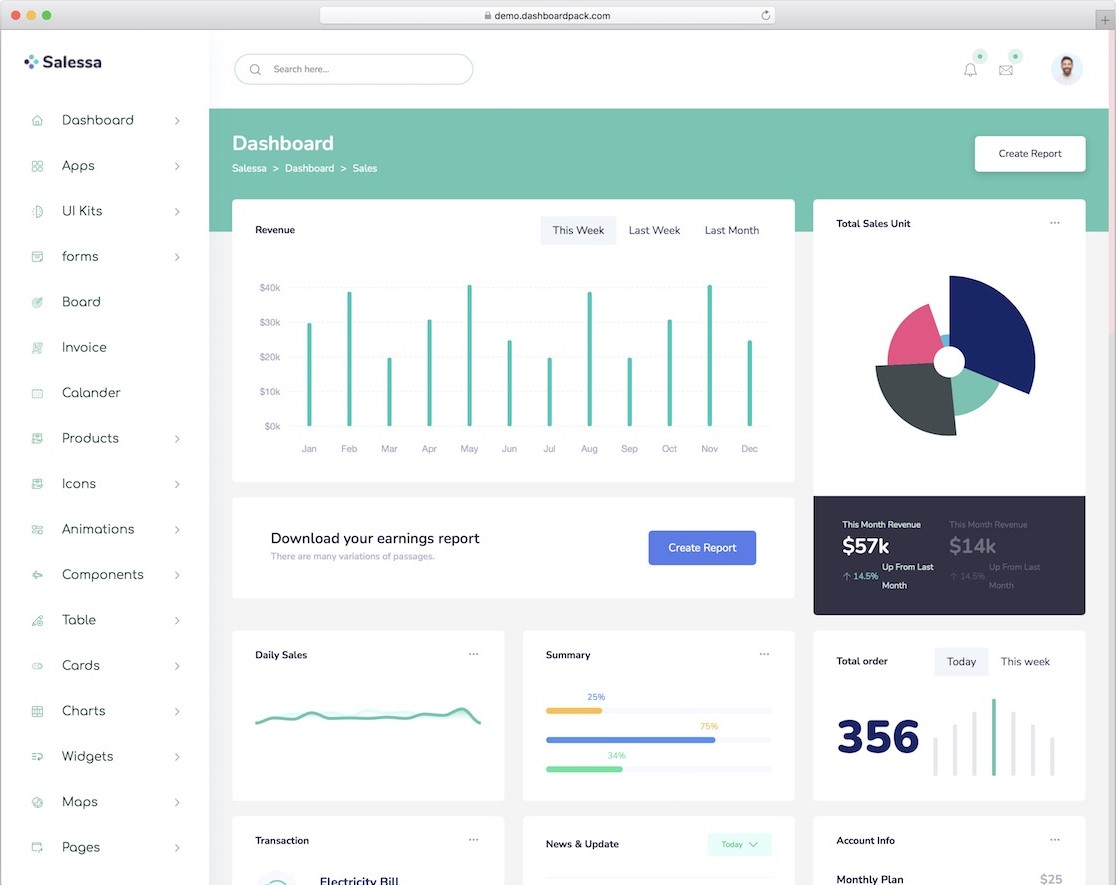 demo.dashboardpack.com
Salessa
Search here...
Dashboard
Apps
UI Kits
forms
Board
Invoice
Calander
Products
Icons
Animations
Components
Table
Cards
Charts
Widgets
Maps
Pages
Dashboard
Salessa > Dashboard > Sales
Create Report
Revenue
This Week Last Week Last Month
$40k
$30k
$20k
$10k
$0k
Jan Feb Mar Apr May Jun Jul Aug Sep Oct Nov Dec
Total Sales Unit
This Month Revenue
$57k
14.5% Up From Last
Month
This Month Revenue
$14k
14.5% Up From Last
Month
Download your earnings report
There are many variations of passages.
Create Report
Daily Sales
Summary
25%
75%
34%
Total order
Today This week
356
Transaction
Electricity Bill
News & Update
Today
Account Info
Monthly Plan $25